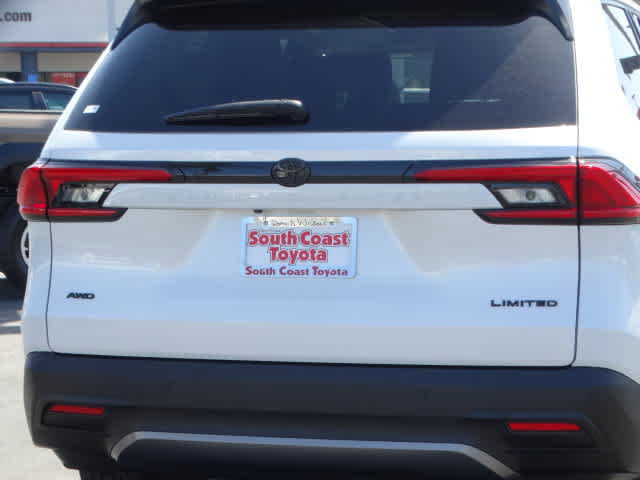 .com
South Coast
Toyota
South Coast Toyota
AWD
LIMITED